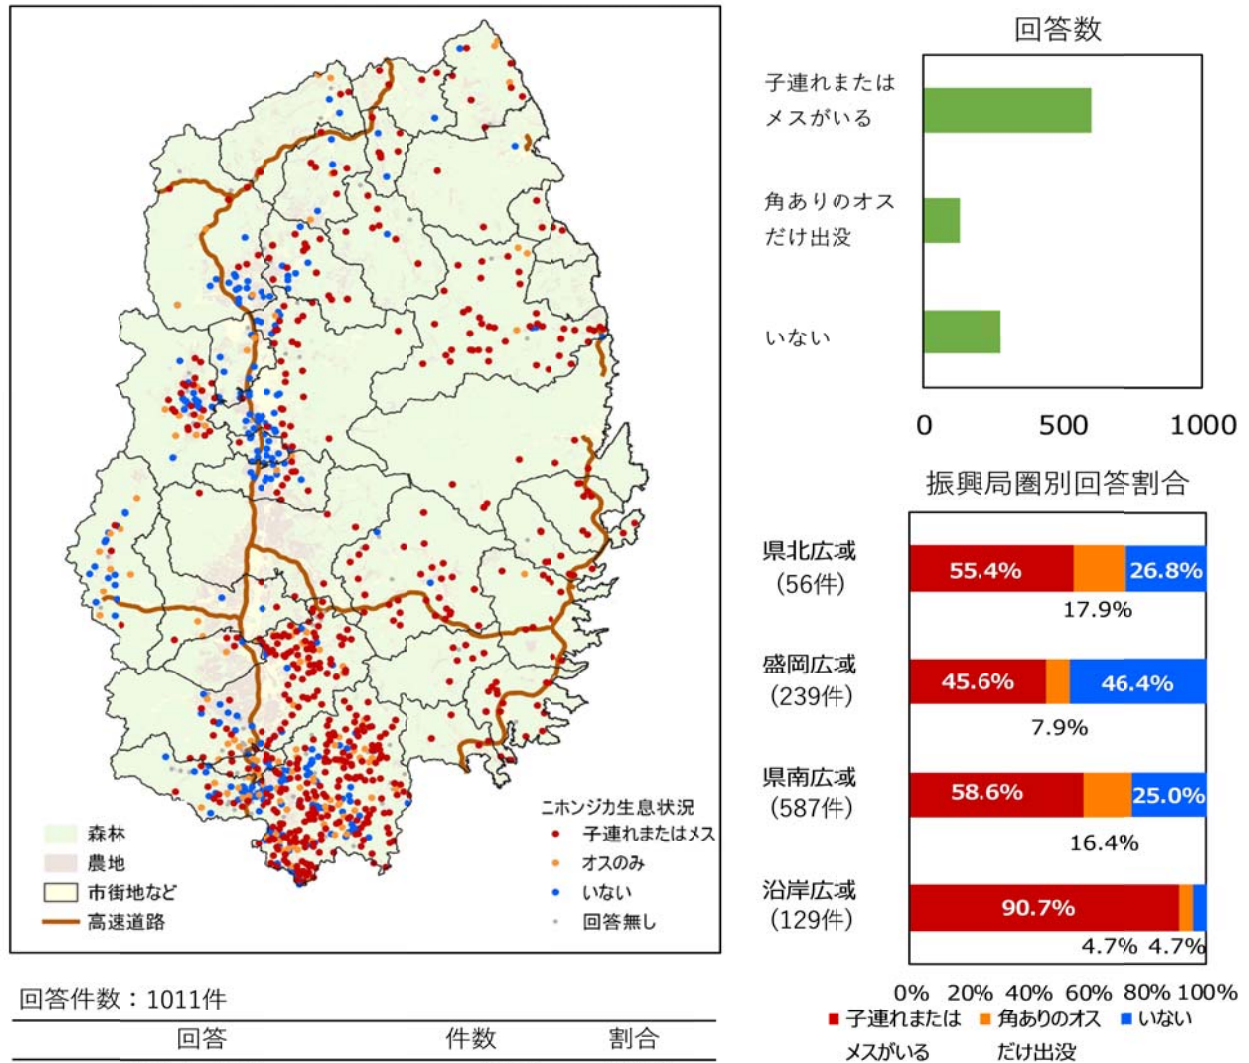 ニホンジカ生息状況
子連れまたはメス
オスのみ
いない
回答無し
森林
農地
市街地など
高速道路
回答数
子連れまたは
メスがいる
角ありのオス
だけ出没
いない
0 500 1000
振興局圏別回答割合
県北広域
(56件)
55.4%
26.8%
17.9%
盛岡広域
(239件)
45.6%
46.4%
7.9%
県南広域
(587件)
58.6%
25.0%
16.4%
沿岸広域
(129件)
90.7%
4.7% 4.7%
0% 20% 40% 60% 80% 100%
子連れまたは 角ありのオス いない
メスがいる だけ出没
回答件数：1011件
回答 件数 割合